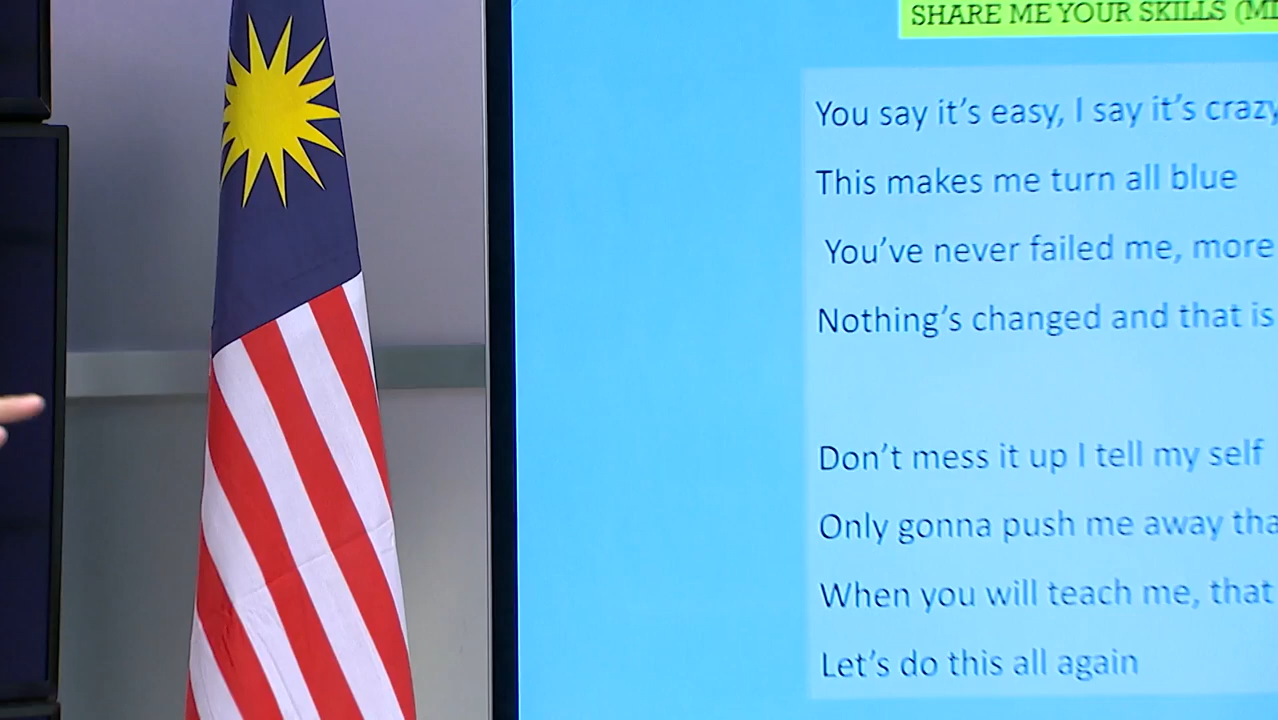 SHARE ME YOUR SKILLS
You say it's easy, I say it's crazy
This makes me turn all blue
You've never failed me, more
Nothing's changed and that is
Don't mess it up I tell my self
Only gonna push me away
When you will teach me, that
Let's do this all again